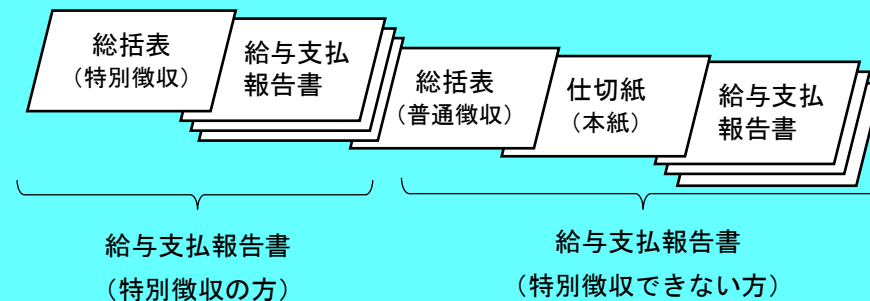 総括表
（特別徴収）
給与支払
報告書
総括表
（普通徴収）
仕切紙
（本紙）
給与支払
報告書
給与支払報告書
（特別徴収の方）
給与支払報告書
（特別徴収できない方）